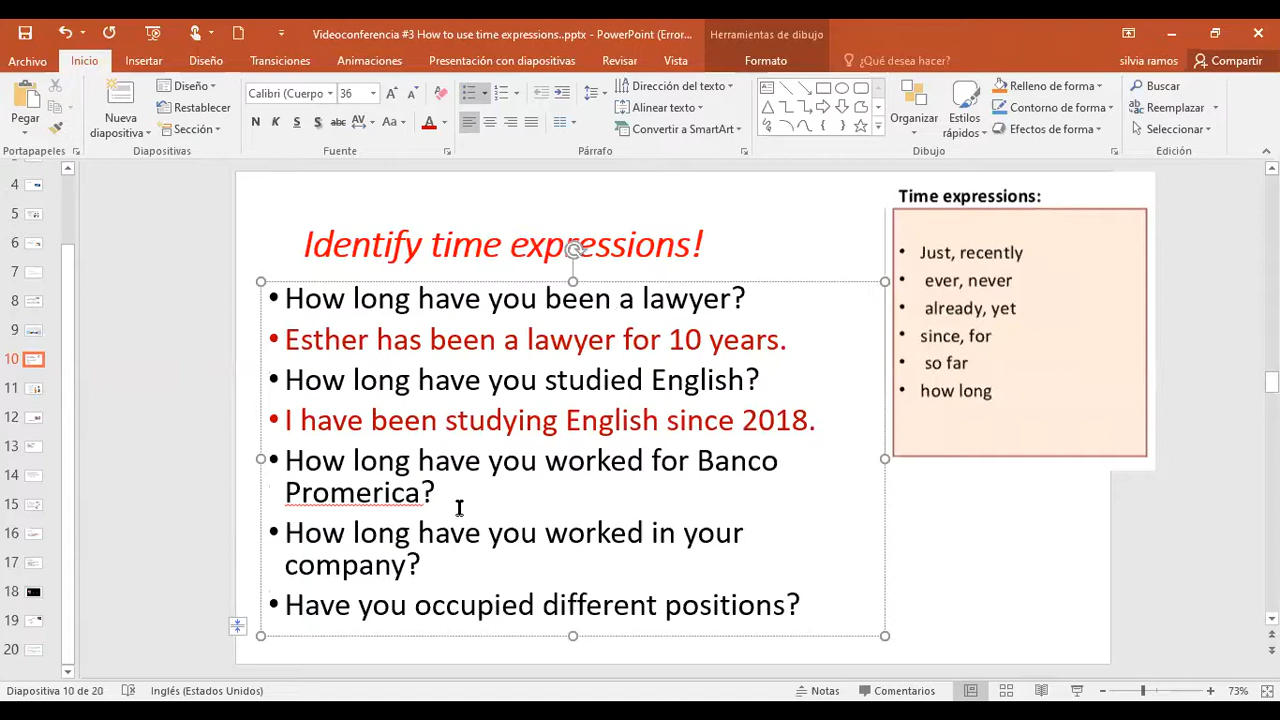 Videoconferencia #3 How to use time expressions..pptx - PowerPoint (Error...
Herramientas de dibujo
Archivo Inicio Insertar Diseño Transiciones Animaciones Presentación con diapositivas Revisar Vista Formato ¿Qué desea hacer? silvia ramos Compartir
Pegar
Nueva diapositiva
Diseño
Restablecer
Sección
Calibri (Cuerpo) 36
N K S S abc AV Aa A
Dirección del texto
Alinear texto
Convertir a SmartArt
Organizar
Estilos rápidos
Relleno de forma
Contorno de forma
Efectos de forma
Buscar
Reemplazar
Seleccionar
Portapapeles Diapositivas Fuente Párrafo Dibujo Edición
4
5
6
7
8
9
10
11
12
13
14
15
16
17
18
19
20
Identify time expressions!
• How long have you been a lawyer?
• Esther has been a lawyer for 10 years.
• How long have you studied English?
• I have been studying English since 2018.
• How long have you worked for Banco
Promerica?
• How long have you worked in your
company?
• Have you occupied different positions?
Time expressions:
• Just, recently
• ever, never
• already, yet
• since, for
• so far
• how long
Diapositiva 10 de 20 Inglés (Estados Unidos) Notas Comentarios 73%